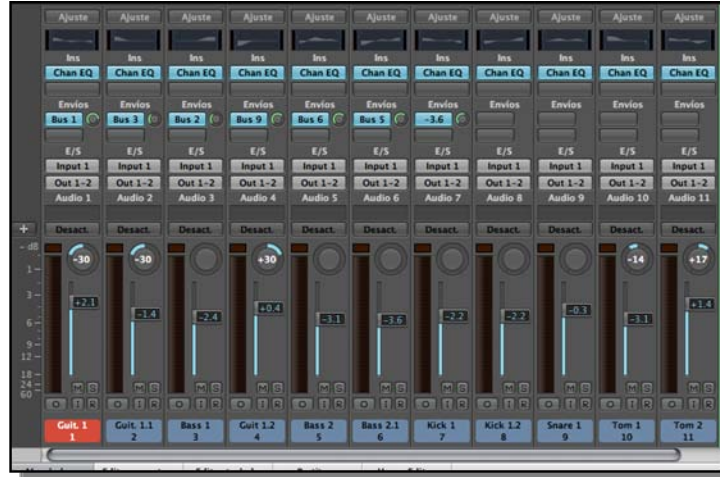 Ajuste Ajuste Ajuste Ajuste Ajuste Ajuste Ajuste Ajuste Ajuste Ajuste Ajuste
Ins Ins Ins Ins Ins Ins Ins Ins Ins Ins Ins
Chan EQ Chan EQ Chan EQ Chan EQ Chan EQ Chan EQ Chan EQ Chan EQ Chan EQ Chan EQ Chan EQ
Envíos Envíos Envíos Envíos Envíos Envíos Envíos Envíos Envíos Envíos Envíos
Bus 1 Bus 3 Bus 2 Bus 9 Bus 6 Bus 5 -3.6
E/S E/S E/S E/S E/S E/S E/S E/S E/S E/S E/S
Input 1 Input 1 Input 1 Input 1 Input 1 Input 1 Input 1 Input 1 Input 1 Input 1 Input 1
Out 1-2 Out 1-2 Out 1-2 Out 1-2 Out 1-2 Out 1-2 Out 1-2 Out 1-2 Out 1-2 Out 1-2 Out 1-2
Audio 1 Audio 2 Audio 3 Audio 4 Audio 5 Audio 6 Audio 7 Audio 8 Audio 9 Audio 10 Audio 11
+ Desact. Desact. Desact. Desact. Desact. Desact. Desact. Desact. Desact. Desact. Desact.
- dB
-30 -30 +30 -14 +17
1-
3-
+2.1 -1.4 -2.4 +0.4 -3.1 -3.6 -2.2 -2.2 -0.3 -3.1 +1.4
6-
9-
12-
18-
24-
60-
M S M S M S M S M S M S M S M S M S M S M S
O I R O I R O I R O I R O I R O I R O I R O I R O I R O I R O I R
Guit. 1 Guit. 1.1 Bass 1 Guit 1.2 Bass 2 Bass 2.1 Kick 1 Kick 1.2 Snare 1 Tom 1 Tom 2
1 2 3 4 5 6 7 8 9 10 11